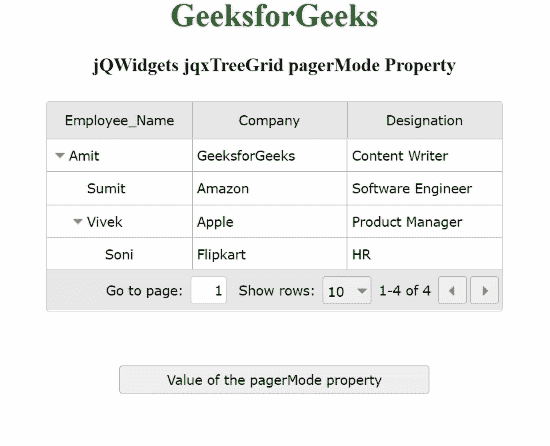 GeeksforGeeks
jQWidgets jqxTreeGrid pagerMode Property
Employee_Name Company Designation
Amit GeeksforGeeks Content Writer
Sumit Amazon Software Engineer
Vivek Apple Product Manager
Soni Flipkart HR
Go to page: 1 Show rows: 10 1-4 of 4
Value of the pagerMode property